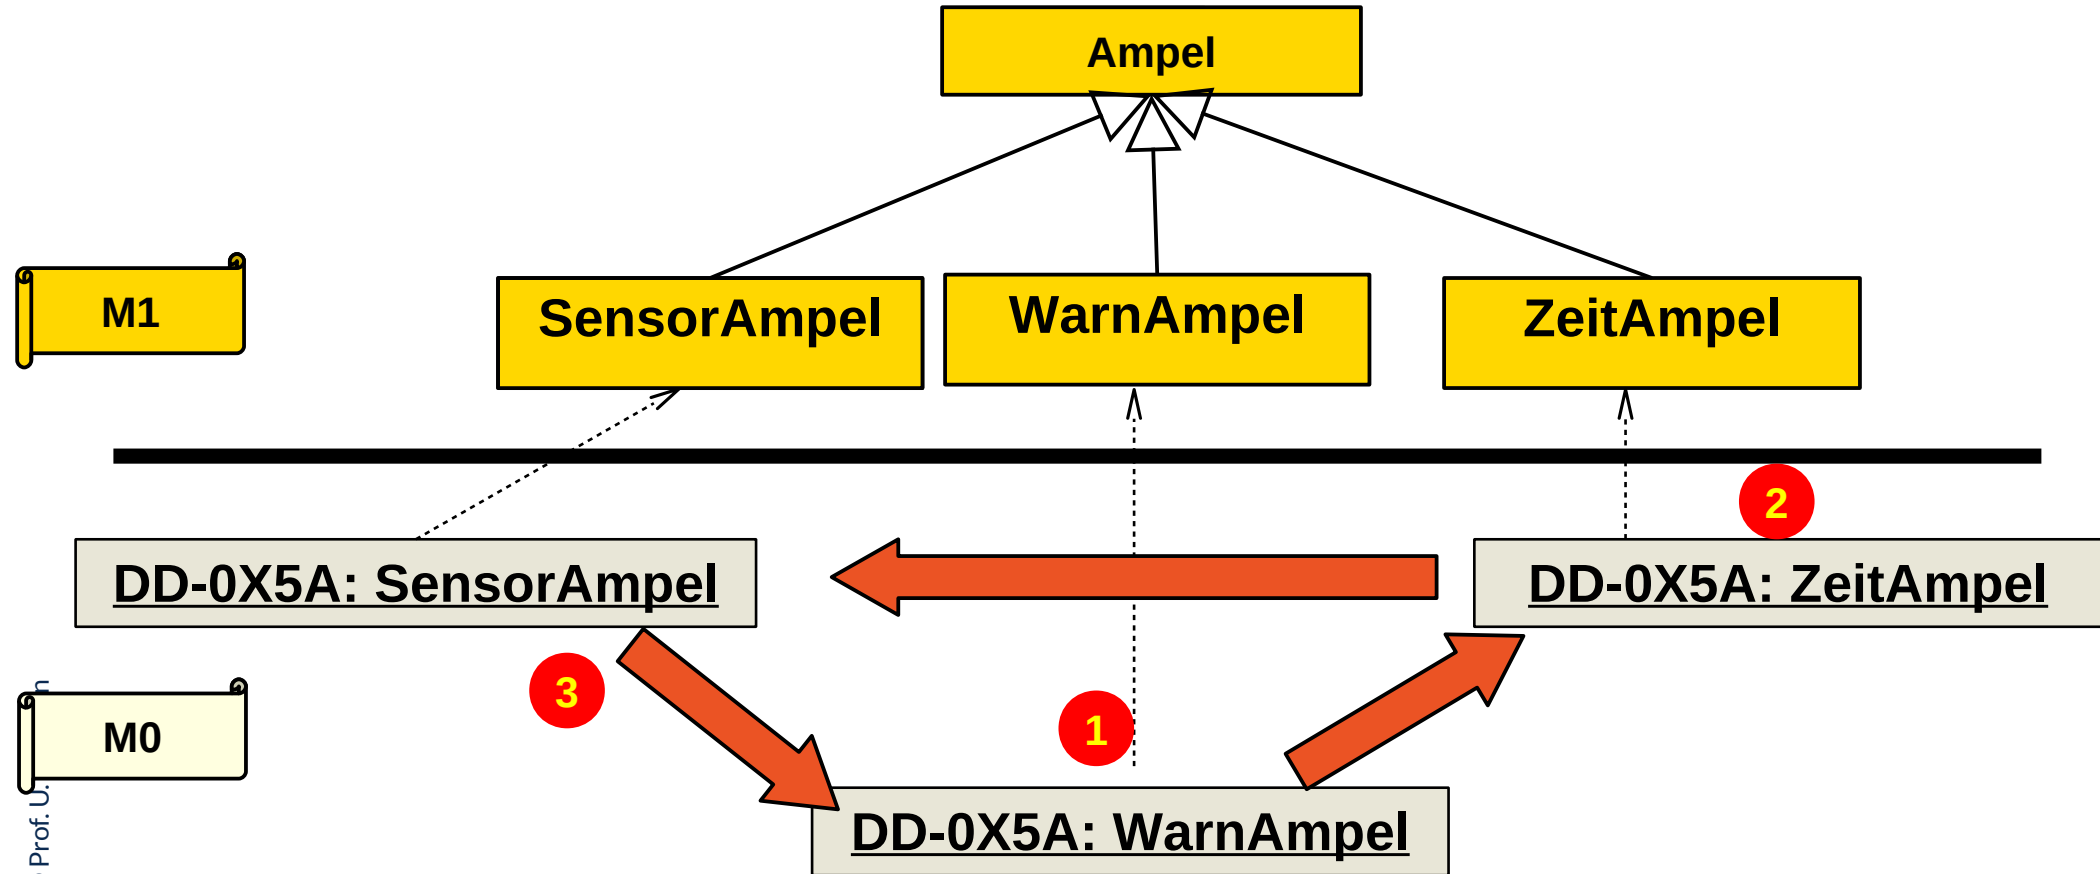 Ampel
M1
SensorAmpel
WarnAmpel
ZeitAmpel
2
DD-0X5A: SensorAmpel
DD-0X5A: ZeitAmpel
3
1
M0
DD-0X5A: WarnAmpel
Prof. U.